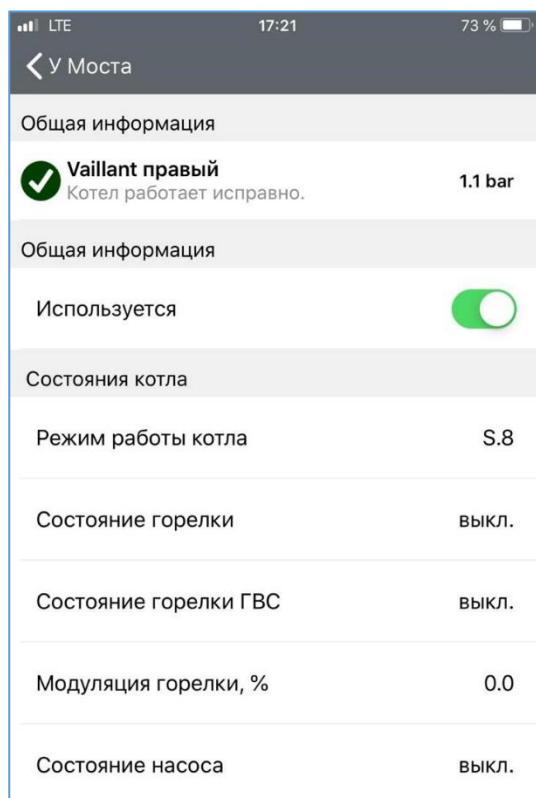 LTE 17:21 73 %
У Моста
Общая информация
Vaillant правый
Котел работает исправно.
1.1 bar
Общая информация
Используется
Состояния котла
Режим работы котла S.8
Состояние горелки выкл.
Состояние горелки ГВС выкл.
Модуляция горелки, % 0.0
Состояние насоса выкл.